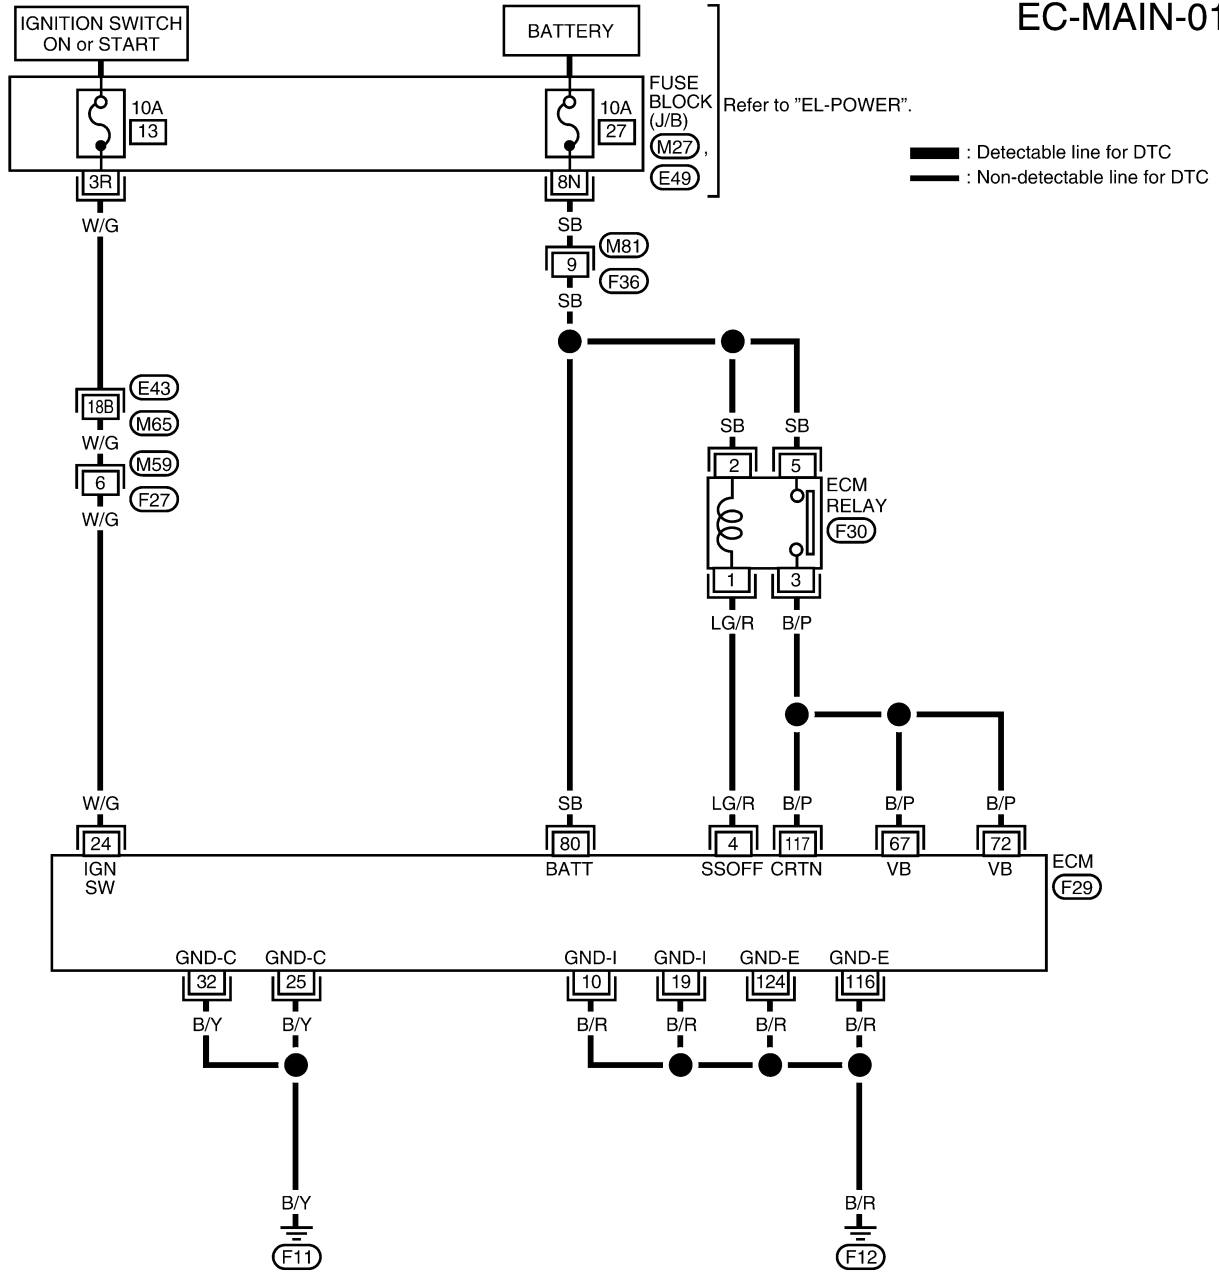 EC-MAIN-01
IGNITION SWITCH
ON or START
BATTERY
FUSE
BLOCK
(J/B)
M27 ,
E49
Refer to ”EL-POWER”.
10A
13
10A
27
: Detectable line for DTC
: Non-detectable line for DTC
3R
8N
W/G
SB
9
M81
F36
SB
18B
E43
M65
W/G
6
M59
F27
W/G
SB
SB
2
5
ECM
RELAY
F30
1
3
LG/R
B/P
W/G
SB
LG/R
B/P
B/P
B/P
24
80
4
117
67
72
IGN
SW
BATT
SSOFF
CRTN
VB
VB
ECM
F29
GND-C
GND-C
GND-I
GND-I
GND-E
GND-E
32
25
10
19
124
116
B/Y
B/Y
B/R
B/R
B/R
B/R
B/Y
B/R
F11
F12